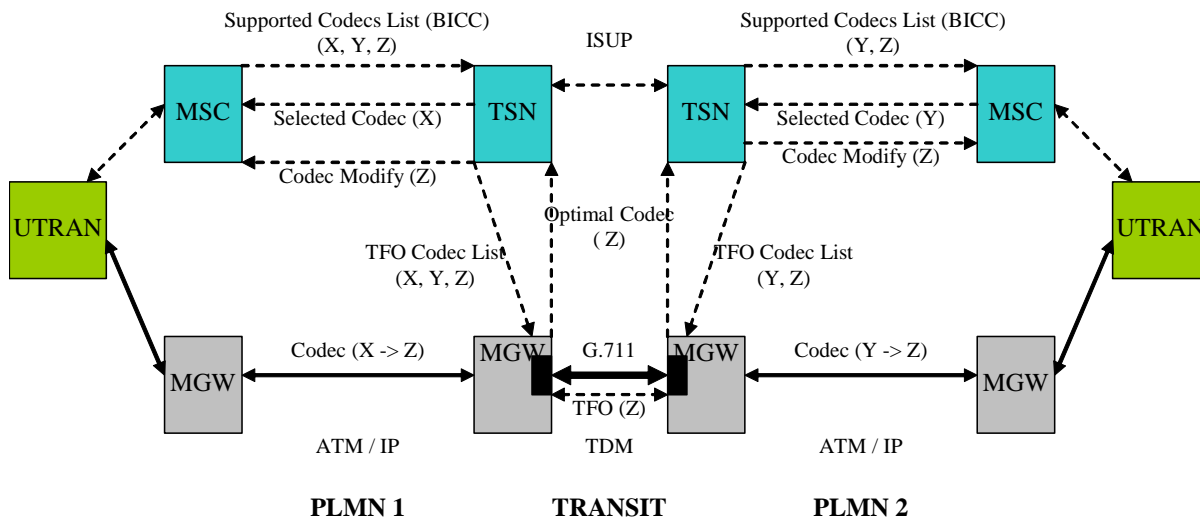 Supported Codecs List (BICC)
(X, Y, Z)
ISUP
Supported Codecs List (BICC)
(Y, Z)
MSC
Selected Codec (X)
TSN
TSN
Selected Codec (Y)
MSC
Codec Modify (Z)
Codec Modify (Z)
UTRAN
Optimal Codec
( Z)
UTRAN
TFO Codec List
(X, Y, Z)
TFO Codec List
(Y, Z)
MGW
Codec (X -> Z)
MGW
G.711
MGW
Codec (Y -> Z)
MGW
TFO (Z)
ATM / IP
TDM
ATM / IP
PLMN 1
TRANSIT
PLMN 2